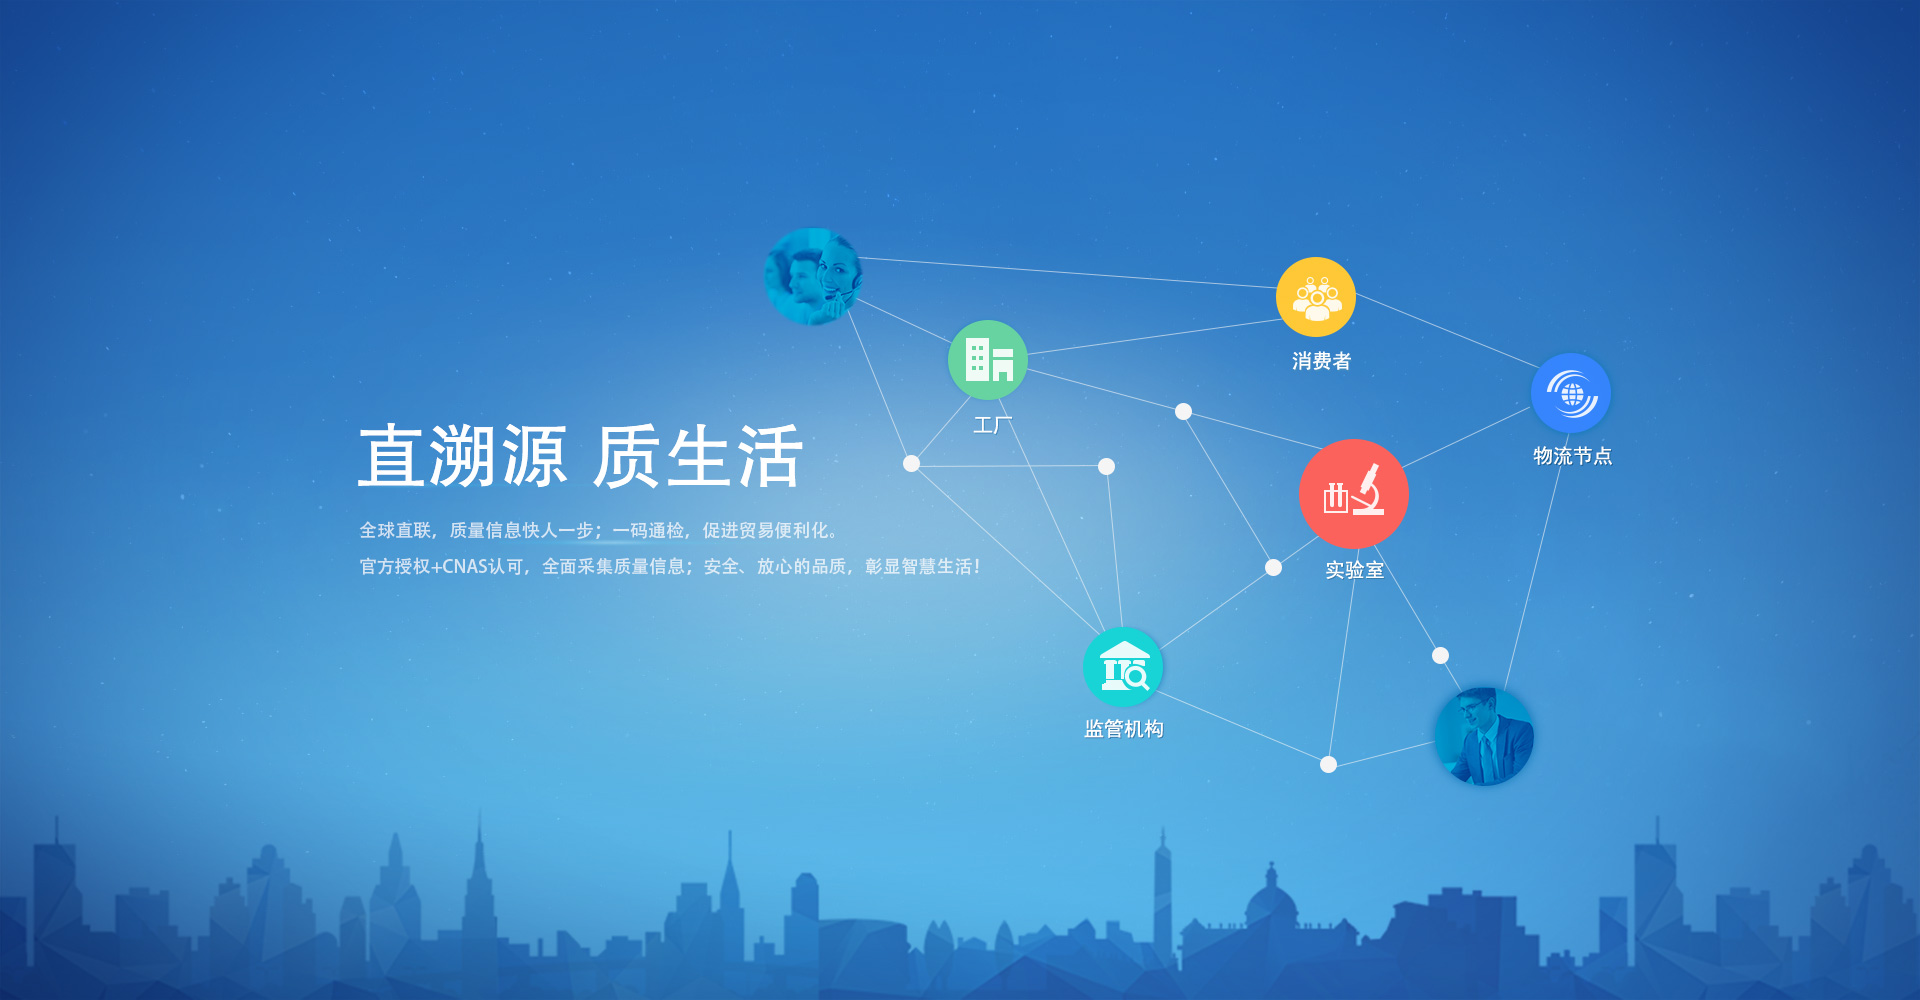 直溯源 质生活
全球直联，质量信息快人一步；一码通检，促进贸易便利化。
官方授权+CNAS认可，全面采集质量信息；安全、放心的品质，彰显智慧生活！
消费者
工厂
物流节点
实验室
监管机构